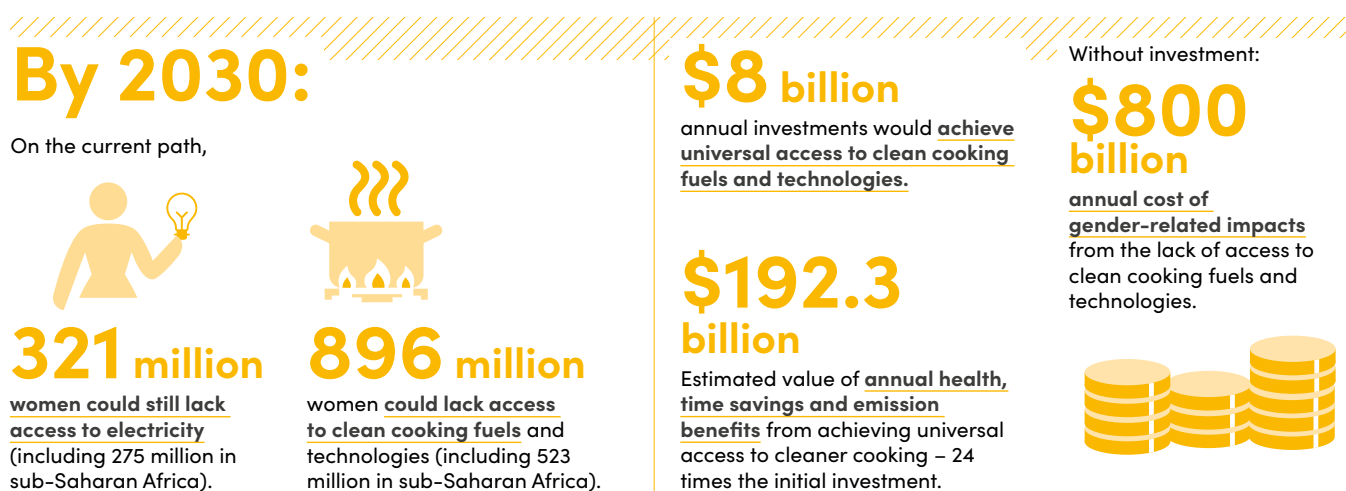 By 2030:
On the current path,
321 million
women could still lack
access to electricity
(including 275 million in
sub-Saharan Africa).
896 million
women could lack access
to clean cooking fuels and
technologies (including 523
million in sub-Saharan Africa).
$8 billion
annual investments would achieve
universal access to clean cooking
fuels and technologies.
$192.3
billion
Estimated value of annual health,
time savings and emission
benefits from achieving universal
access to cleaner cooking – 24
times the initial investment.
Without investment:
$800
billion
annual cost of
gender-related impacts
from the lack of access to
clean cooking fuels and
technologies.